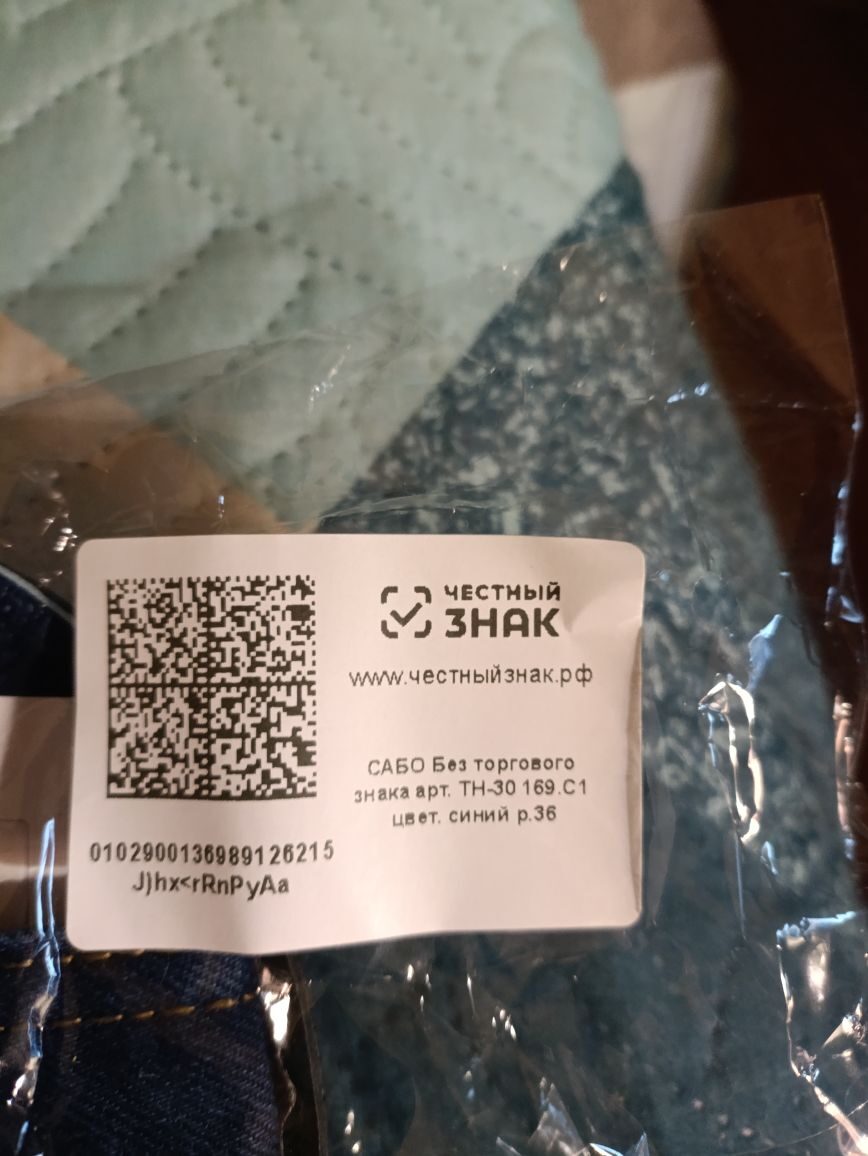 ЧЕСТНЫЙ
ЗНАК
www.честныйзнак.рф
САБО Без торгового
знака арт. ТН-30 169.С1
цвет. синий р.36
0102900136989126215
J)hx<rRnPyAa